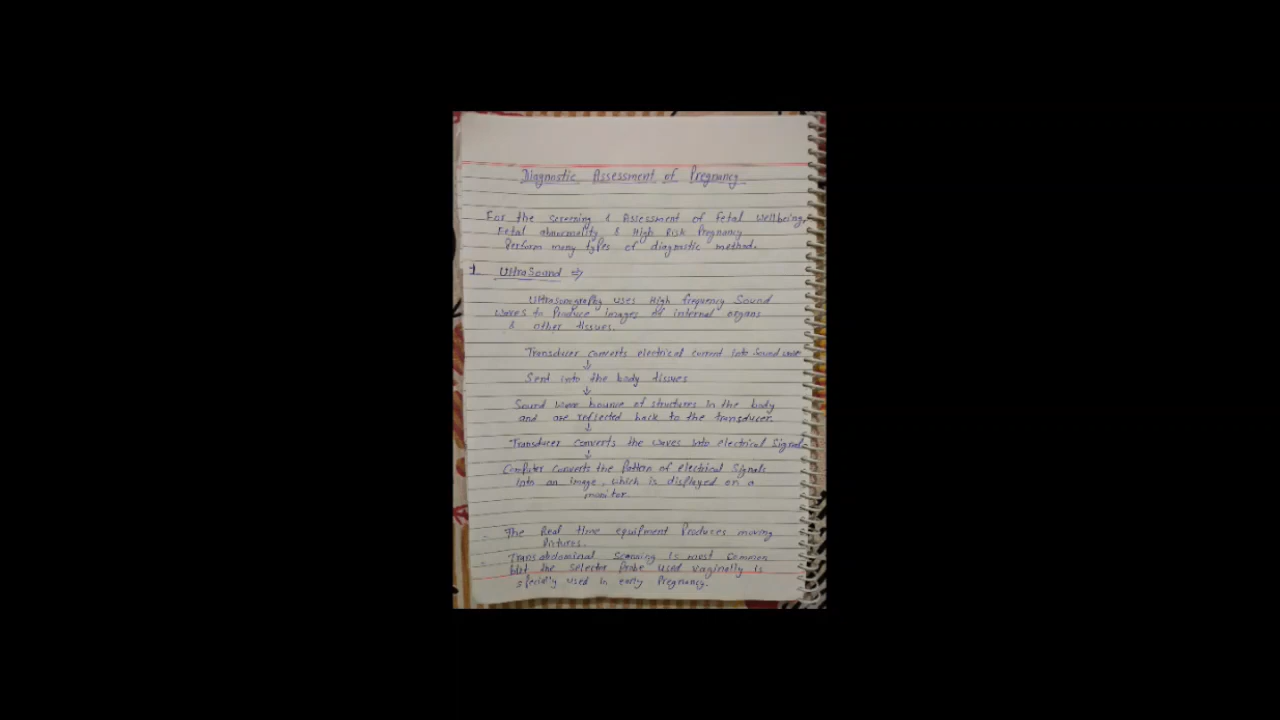 Diagnostic Assessment of Pregnancy
For the screening & Assessment of Fetal Wellbeing,
Fetal abnormality & High Risk Pregnancy
Perform many types of diagnostic method.
1. UltraSound ⇒
Ultrasonography uses High frequency Sound
waves to Produce images of internal organs
& other tissues.
Transducer converts electrical current into Sound wave
↓
Sent into the body tissues
↓
Sound wave bounce of structures in the body
and are reflected back to the transducer.
↓
Transducer converts the waves into electrical Signals
↓
Computer converts the Pattern of electrical Signals
into an image, which is displayed on a
monitor.
- The Real time equipment Produces moving
Pictures.
- Transabdominal Scanning is most Common
but the Selector Probe used vaginally is
specially used in early Pregnancy.